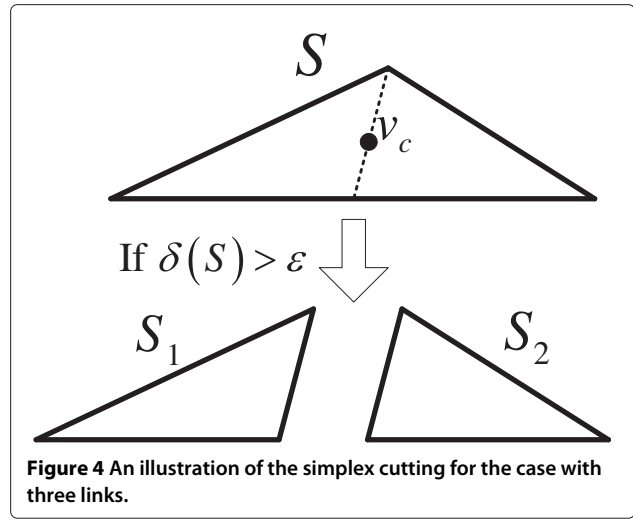 S
v_c
If δ(S) > ε
S_1
S_2
Figure 4 An illustration of the simplex cutting for the case with
three links.